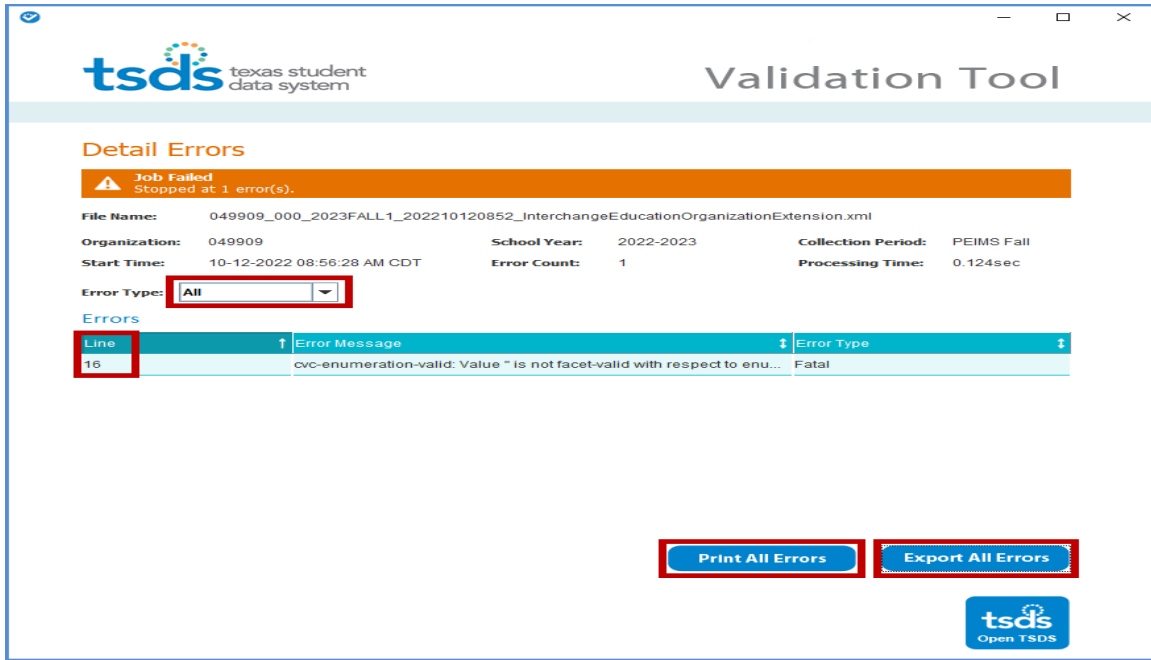 tsds texas student data system
Validation Tool
Detail Errors
Job Failed
Stopped at 1 error(s).
File Name: 049909_000_2023FALL1_202210120852_InterchangeEducationOrganizationExtension.xml
Organization: 049909 School Year: 2022-2023 Collection Period: PEIMS Fall
Start Time: 10-12-2022 08:56:28 AM CDT Error Count: 1 Processing Time: 0.124sec
Error Type: All
Errors
Line ↑ Error Message ↕ Error Type ↕
16 cvc-enumeration-valid: Value '' is not facet-valid with respect to enu... Fatal
Print All Errors Export All Errors
tsds
Open TSDS